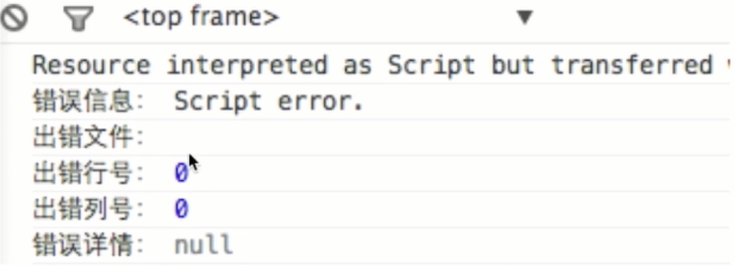 <top frame>
Resource interpreted as Script but transferred
错误信息: Script error.
出错文件:
出错行号: 0
出错列号: 0
错误详情: null